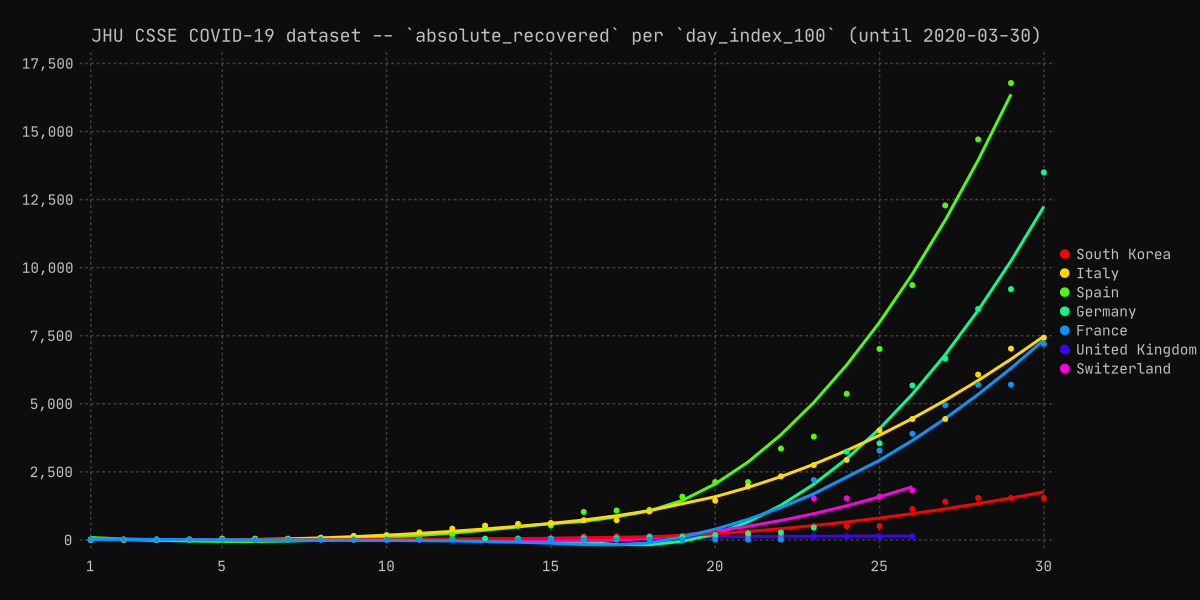 JHU CSSE COVID-19 dataset -- `absolute_recovered` per `day_index_100` (until 2020-03-30)
17,500
15,000
12,500
10,000
7,500
5,000
2,500
0
1 5 10 15 20 25 30
South Korea
Italy
Spain
Germany
France
United Kingdom
Switzerland